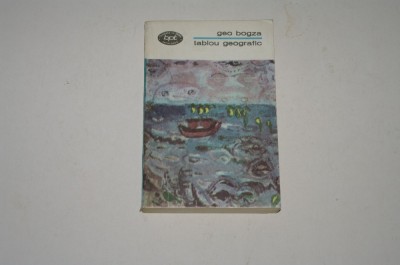 bpt
geo bogza
tablou geografic